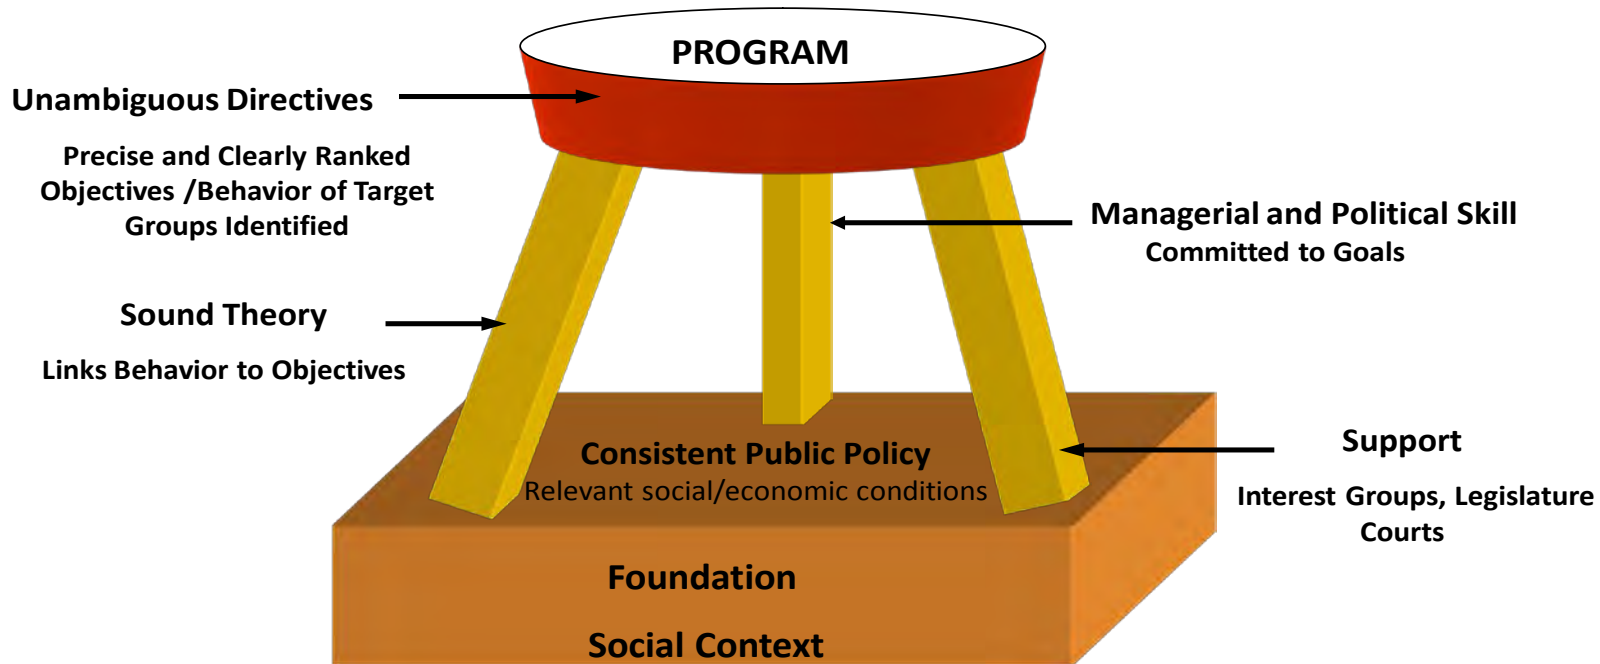 PROGRAM
Unambiguous Directives
Precise and Clearly Ranked
Objectives /Behavior of Target
Groups Identified
Managerial and Political Skill
Committed to Goals
Sound Theory
Links Behavior to Objectives
Consistent Public Policy
Relevant social/economic conditions
Support
Interest Groups, Legislature
Courts
Foundation
Social Context